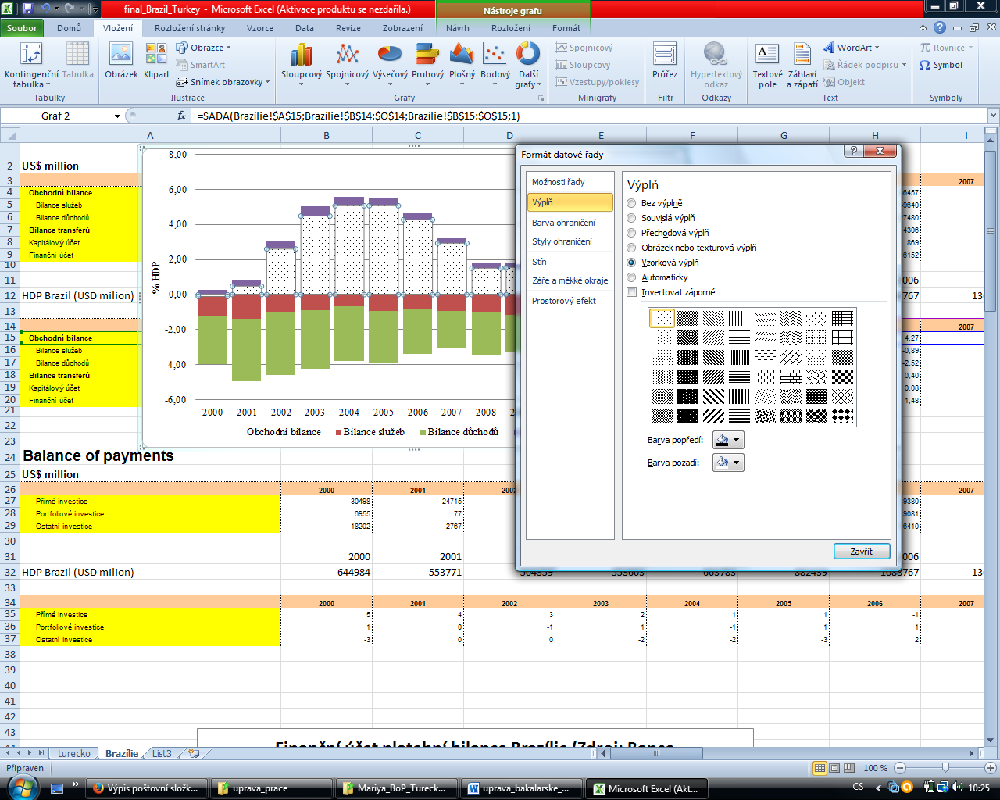 final_Brazil_Turkey - Microsoft Excel (Aktivace produktu se nezdařila.)
Nástroje grafu
Soubor Domů Vložení Rozložení stránky Vzorce Data Revize Zobrazení Návrh Rozložení Formát
Kontingenční tabulka
Tabulka
Tabulky
Obrázek
Klipart
Obrazce
SmartArt
Snímek obrazovky
Ilustrace
Sloupcový
Spojnicový
Výsečový
Pruhový
Plošný
Bodový
Další grafy
Grafy
Spojnicový
Sloupcový
Vzestupy/poklesy
Minigrafy
Průřez
Filtr
Hypertextový odkaz
Odkazy
Textové pole
Záhlaví a zápatí
WordArt
Řádek podpisu
Objekt
Text
Rovnice
Symbol
Symboly
Graf 2
fx =SADA(Brazílie!$A$15;Brazílie!$B$14:$O$14;Brazílie!$B$15:$O$15;1)
A B C D E F G H I
2 US$ million
3 2007
4 Obchodní bilance 6457
5 Bilance služeb 9640
6 Bilance důchodů 7480
7 Bilance transferů 4306
8 Kapitálový účet 869
9 Finanční účet 6152
10
11 006
12 HDP Brazil (USD milion) 767 130
13
14 2007
15 Obchodní bilance 4,27
16 Bilance služeb -0,89
17 Bilance důchodů -2,52
18 Bilance transferů 0,40
19 Kapitálový účet 0,08
20 Finanční účet 1,48
21
22
23
% HDP
8,00
6,00
4,00
2,00
0,00
-2,00
-4,00
-6,00
2000 2001 2002 2003 2004 2005 2006 2007 2008
Obchodní bilance Bilance služeb Bilance důchodů
Formát datové řady
Možnosti řady
Výplň
Barva ohraničení
Styly ohraničení
Stín
Záře a měkké okraje
Prostorový efekt
Výplň
Bez výplně
Souvislá výplň
Přechodová výplň
Obrázek nebo texturová výplň
Vzorková výplň
Automaticky
Invertovat záporné
Barva popředí:
Barva pozadí:
Zavřít
24 Balance of payments
25 US$ million
26 2000 2001 2002 2007
27 Přímé investice 30498 24715 9380
28 Portfoliové investice 6955 77 9081
29 Ostatní investice -18202 2767 6410
30
31 2000 2001 006
32 HDP Brazil (USD milion) 644984 553771 504359 553603 663783 882439 1088767 130
33
34 2000 2001 2002 2003 2004 2005 2006 2007
35 Přímé investice 5 4 3 2 1 1 -1
36 Portfoliové investice 1 0 -1 1 -1 1 1
37 Ostatní investice -3 0 0 -2 -2 -3 2
38
39
40
41
42
43
Finanční účet platební bilance Brazílie (Zdroj: Banco
turecko Brazílie List3
Připraven 100 %
Výpis poštovní složk...
uprava_prace
Mariya_BoP_Tureck...
uprava_bakalarske_...
Microsoft Excel (Akt...
CS 10:25